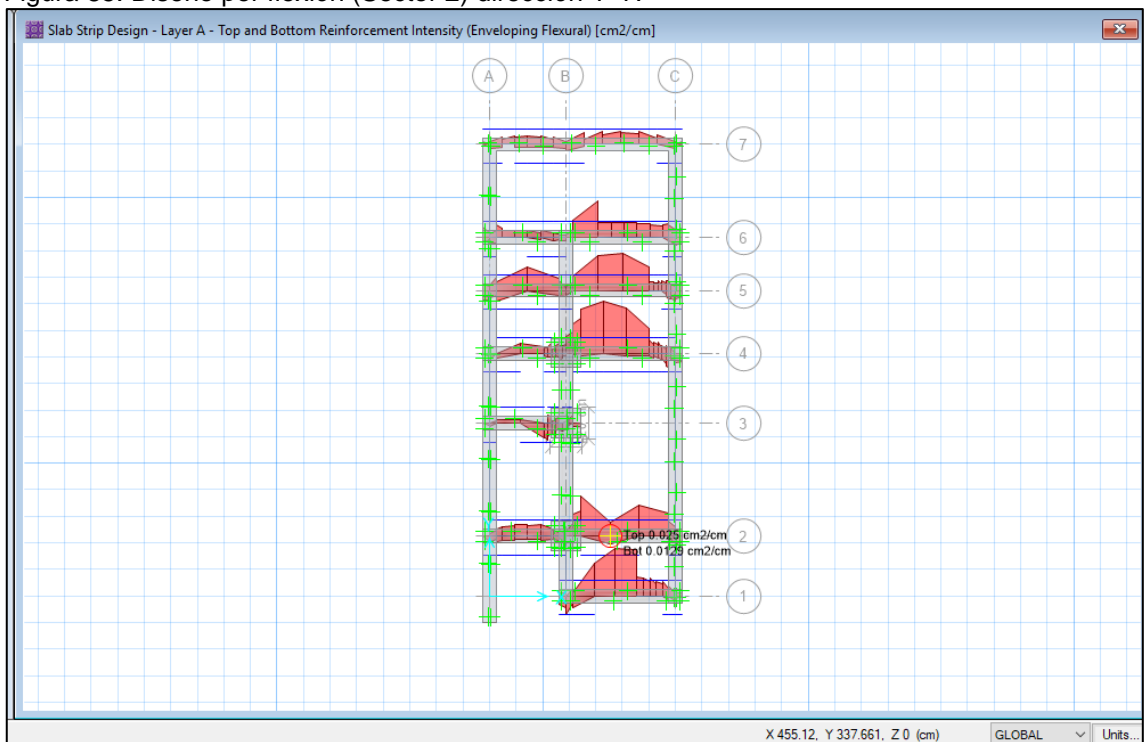 Slab Strip Design - Layer A - Top and Bottom Reinforcement Intensity (Enveloping Flexural) [cm2/cm]
A B C
7
6
5
4
3
Top 0.025 cm2/cm 2
Bot 0.0129 cm2/cm
1
X 455.12, Y 337.661, Z 0 (cm) GLOBAL Units...